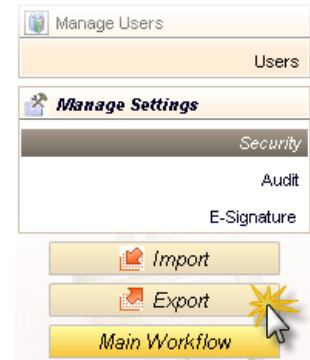 Manage Users
Users
Manage Settings
Security
Audit
E-Signature
Import
Export
Main Workflow